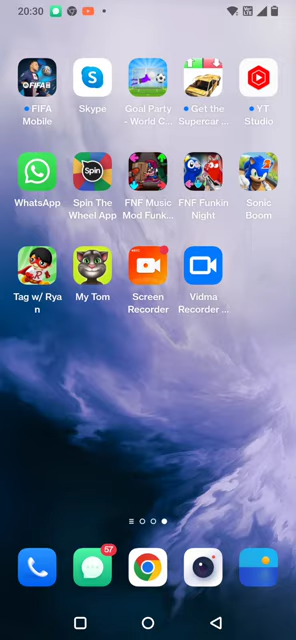 20:30
FIFA Mobile
Skype
Goal Party - World C...
Get the Supercar ...
YT Studio
WhatsApp
Spin The Wheel App
FNF Music Mod Funk...
FNF Funkin Night
Sonic Boom
Tag w/ Ryan
My Tom
Screen Recorder
Vidma Recorder ...
FIFA
Spin
57